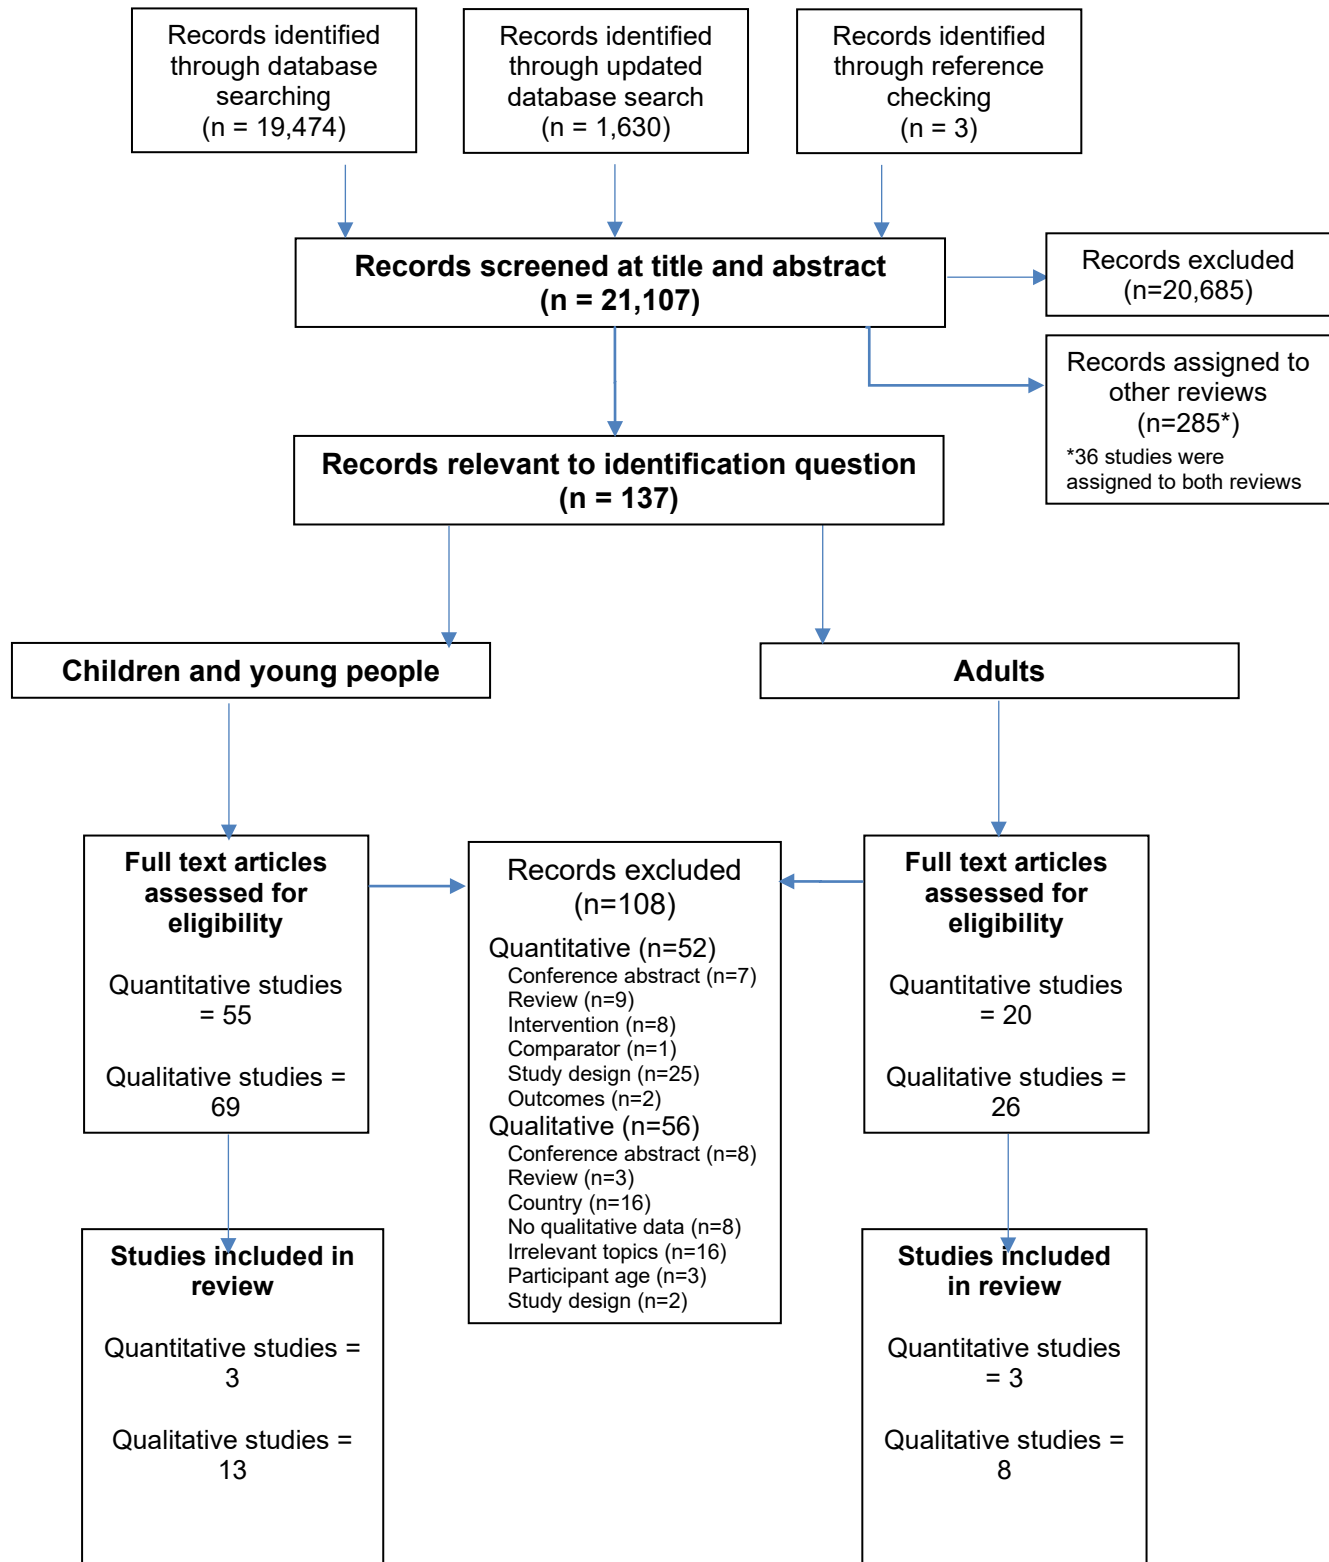 Records identified
through database
searching
(n = 19,474)
Records identified
through updated
database search
(n = 1,630)
Records identified
through reference
checking
(n = 3)
Records screened at title and abstract
(n = 21,107)
Records excluded
(n=20,685)
Records assigned to
other reviews
(n=285*)
*36 studies were
assigned to both reviews
Records relevant to identification question
(n = 137)
Children and young people
Adults
Full text articles
assessed for
eligibility
Quantitative studies
= 55
Qualitative studies =
69
Records excluded
(n=108)
Quantitative (n=52)
Conference abstract (n=7)
Review (n=9)
Intervention (n=8)
Comparator (n=1)
Study design (n=25)
Outcomes (n=2)
Qualitative (n=56)
Conference abstract (n=8)
Review (n=3)
Country (n=16)
No qualitative data (n=8)
Irrelevant topics (n=16)
Participant age (n=3)
Study design (n=2)
Full text articles
assessed for
eligibility
Quantitative studies
= 20
Qualitative studies =
26
Studies included in
review
Quantitative studies =
3
Qualitative studies =
13
Studies included
in review
Quantitative studies
= 3
Qualitative studies =
8